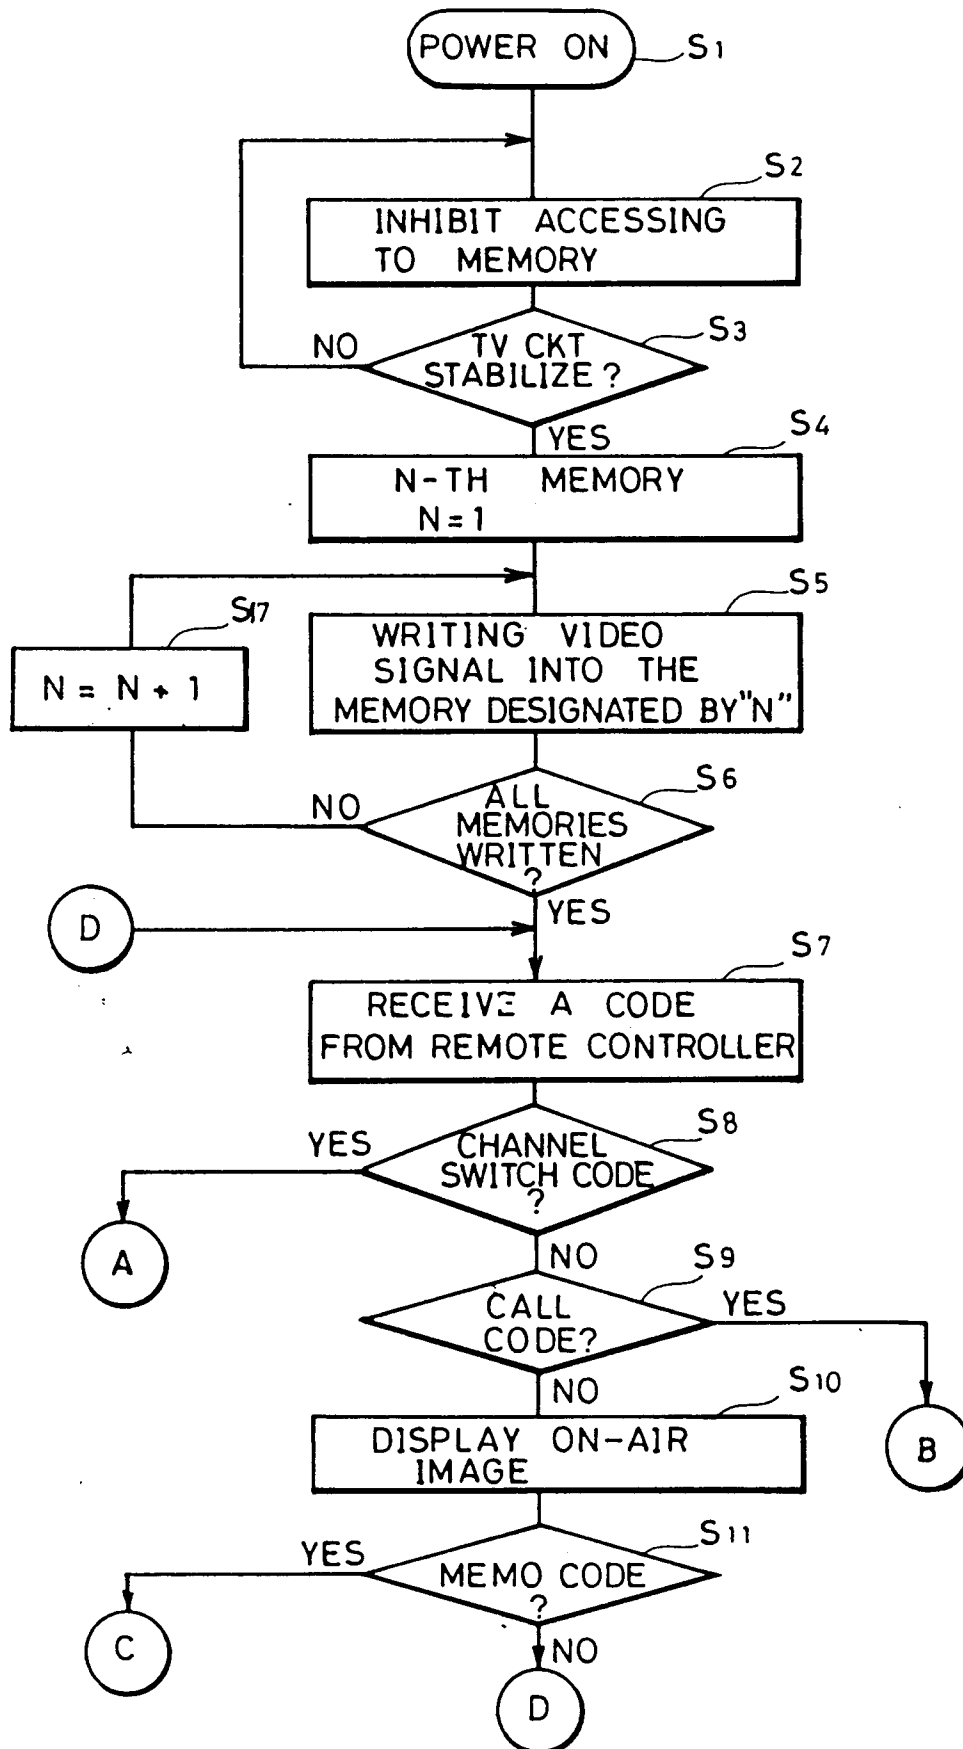 POWER ON
S1
S2
INHIBIT ACCESSING
TO MEMORY
S3
NO
TV CKT
STABILIZE?
YES
S4
N-TH MEMORY
N=1
S5
S17
WRITING VIDEO
SIGNAL INTO THE
MEMORY DESIGNATED BY "N"
N = N + 1
S6
NO
ALL
MEMORIES
WRITTEN
?
YES
D
S7
RECEIVE A CODE
FROM REMOTE CONTROLLER
S8
YES
CHANNEL
SWITCH CODE
?
A
NO
S9
CALL
CODE?
YES
NO
S10
B
DISPLAY ON-AIR
IMAGE
S11
YES
MEMO CODE
?
C
NO
D